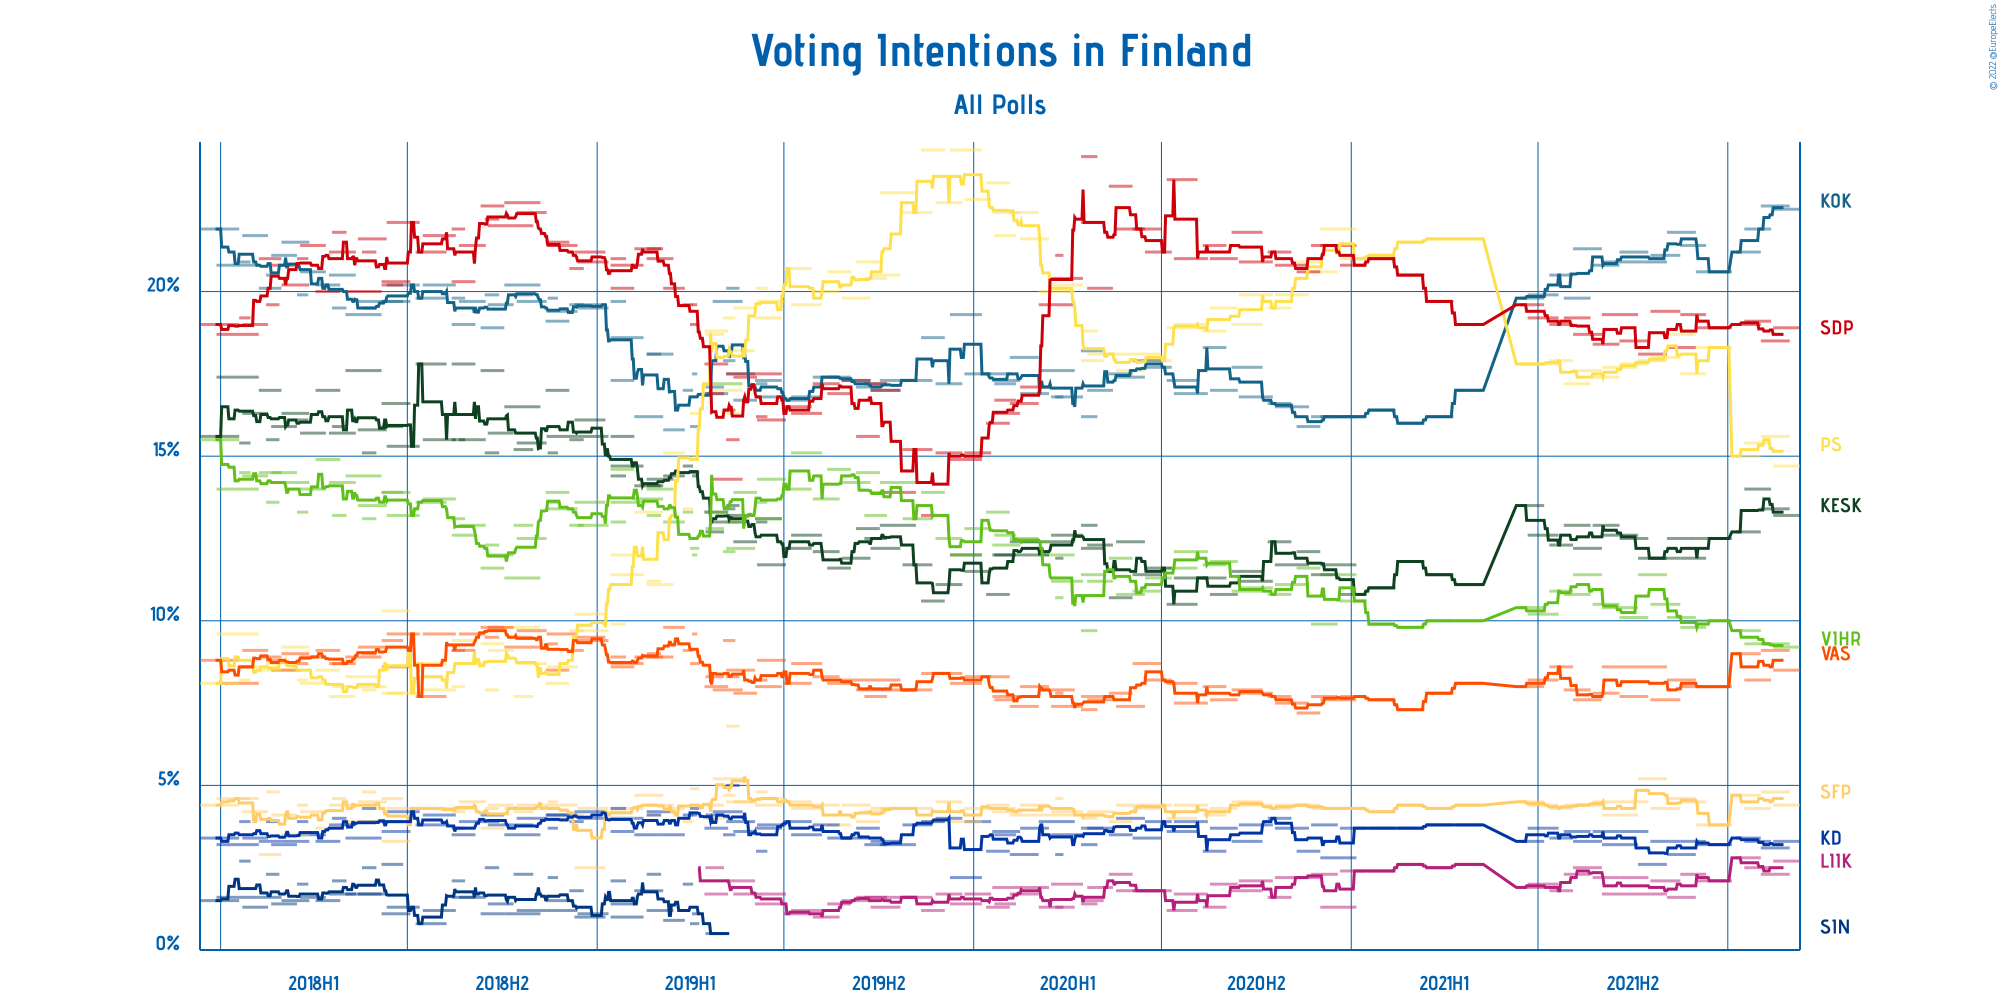 Voting Intentions in Finland
All Polls
© 2022 @EuropeElects
20%
15%
10%
5%
0%
KOK
SDP
PS
KESK
VIHR
VAS
SFP
KD
LIIK
SIN
2018H1
2018H2
2019H1
2019H2
2020H1
2020H2
2021H1
2021H2